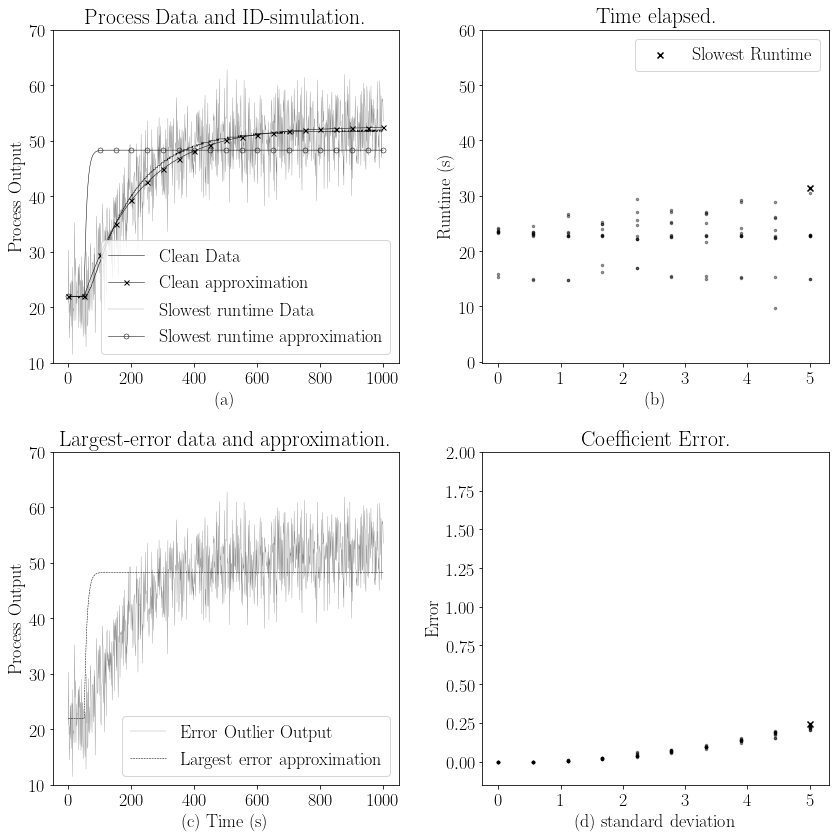 Process Data and ID-simulation.
70
60
50
40
30
20
10
Process Output
Clean Data
Clean approximation
Slowest runtime Data
Slowest runtime approximation
0 200 400 600 800 1000
(a)
Time elapsed.
60
50
40
30
20
10
0
Runtime (s)
Slowest Runtime
0 1 2 3 4 5
(b)
Largest-error data and approximation.
70
60
50
40
30
20
10
Process Output
Error Outlier Output
Largest error approximation
0 200 400 600 800 1000
(c) Time (s)
Coefficient Error.
2.00
1.75
1.50
1.25
1.00
0.75
0.50
0.25
0.00
Error
0 1 2 3 4 5
(d) standard deviation